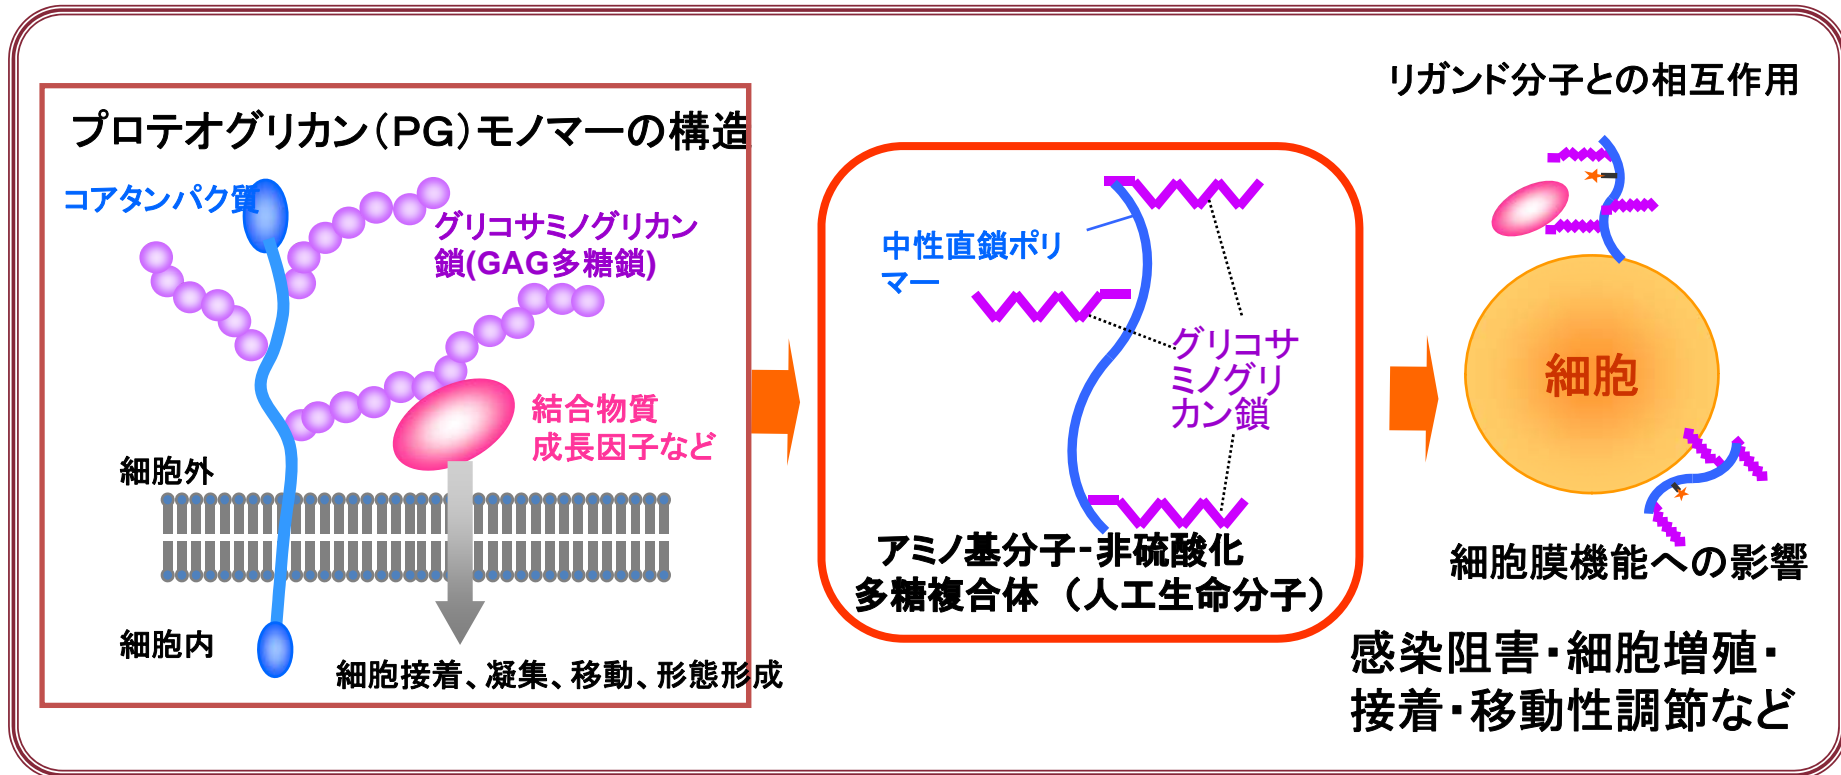 プロテオグリカン（PG）モノマーの構造
コアタンパク質
グリコサミノグリカン
鎖(GAG多糖鎖)
結合物質
成長因子など
細胞外
細胞内
細胞接着、凝集、移動、形態形成
中性直鎖ポリ
マー
グリコサ
ミノグリ
カン鎖
アミノ基分子-非硫酸化
多糖複合体 （人工生命分子）
リガンド分子との相互作用
細胞
細胞膜機能への影響
感染阻害・細胞増殖・
接着・移動性調節など